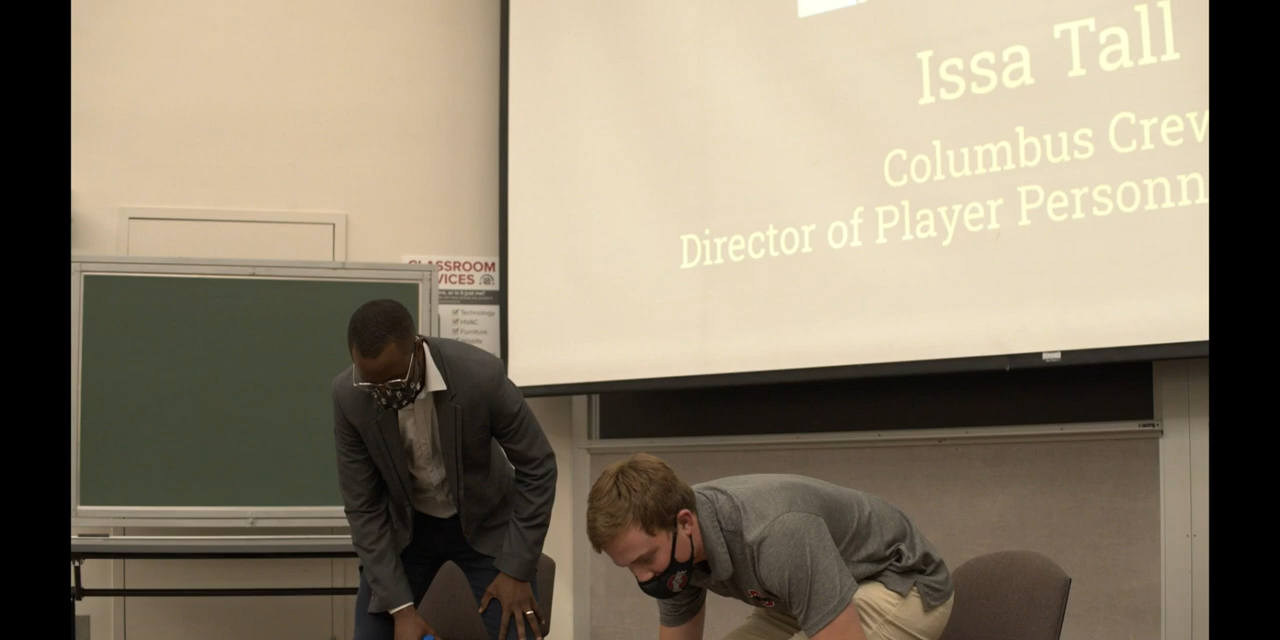 Issa Tall
Columbus Crew
Director of Player Personn
CLASSROOM
VICES
Technology
HVAC
Furniture